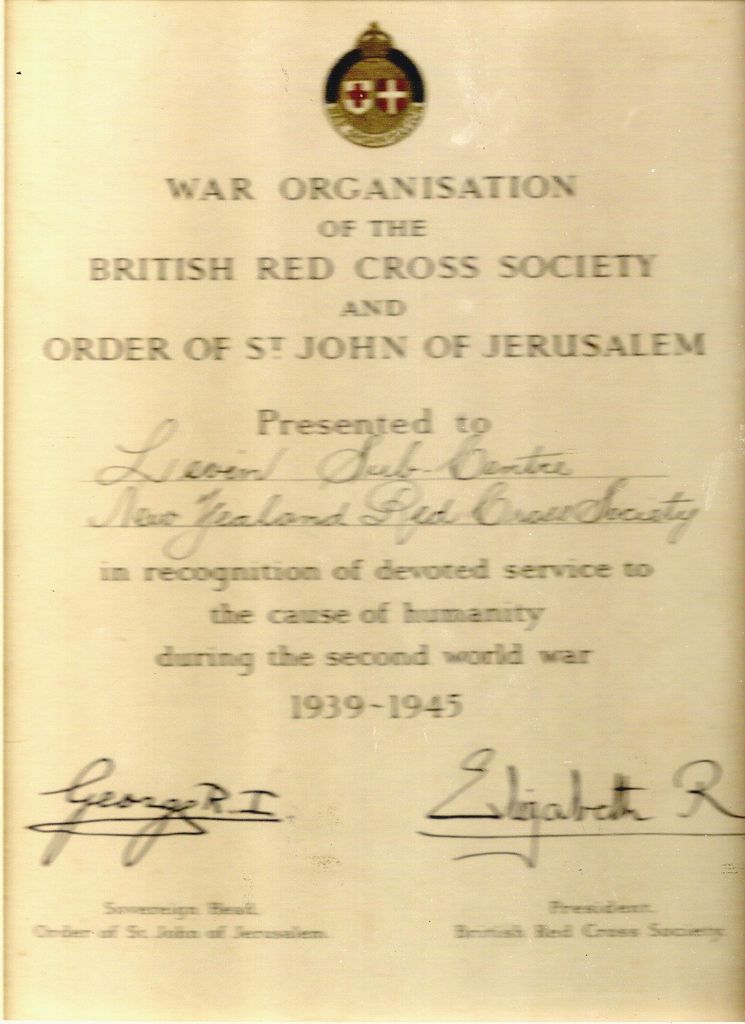 WAR ORGANISATION
OF THE
BRITISH RED CROSS SOCIETY
AND
ORDER OF ST JOHN OF JERUSALEM
Presented to
Levin Sub-Centre
New Zealand Red Cross Society
in recognition of devoted service to
the cause of humanity
during the second world war
1939~1945
George R.I.
Elizabeth R
Sovereign Head.
Order of St. John of Jerusalem.
President.
British Red Cross Society.